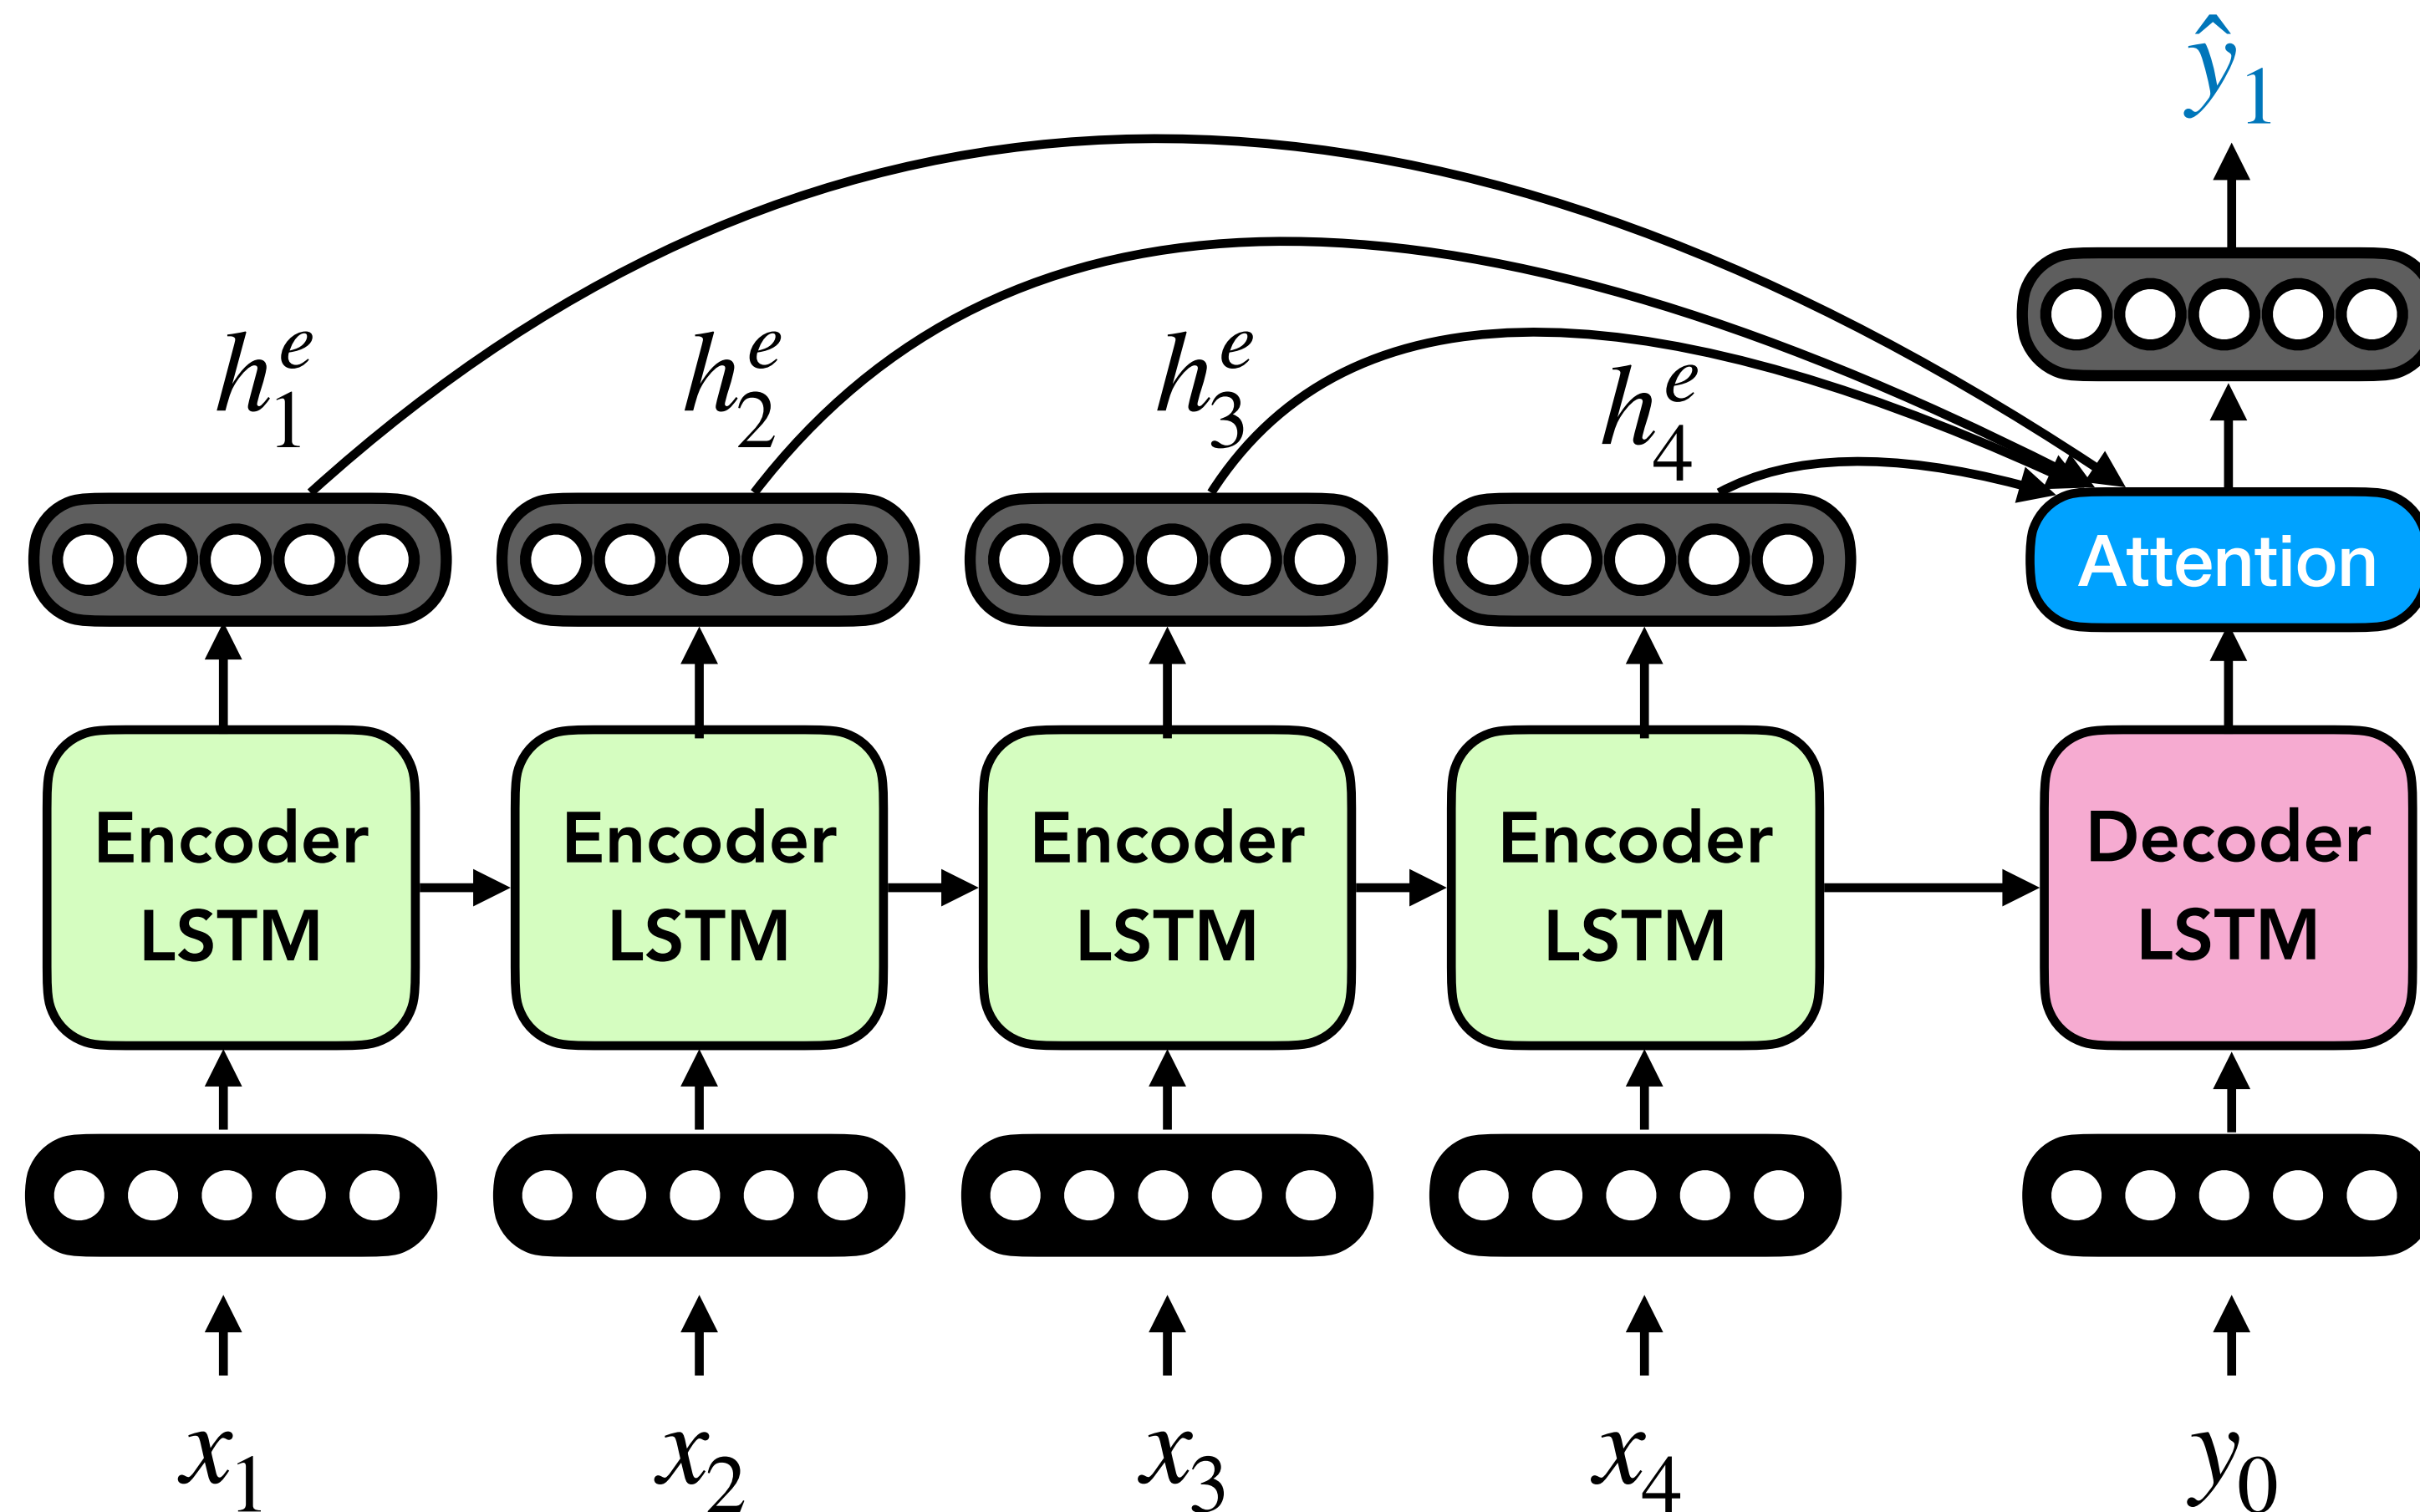 ŷ₁
h₁ᵉ h₂ᵉ h₃ᵉ h₄ᵉ
Attention
Encoder
LSTM
Encoder
LSTM
Encoder
LSTM
Encoder
LSTM
Decoder
LSTM
x₁ x₂ x₃ x₄ y₀